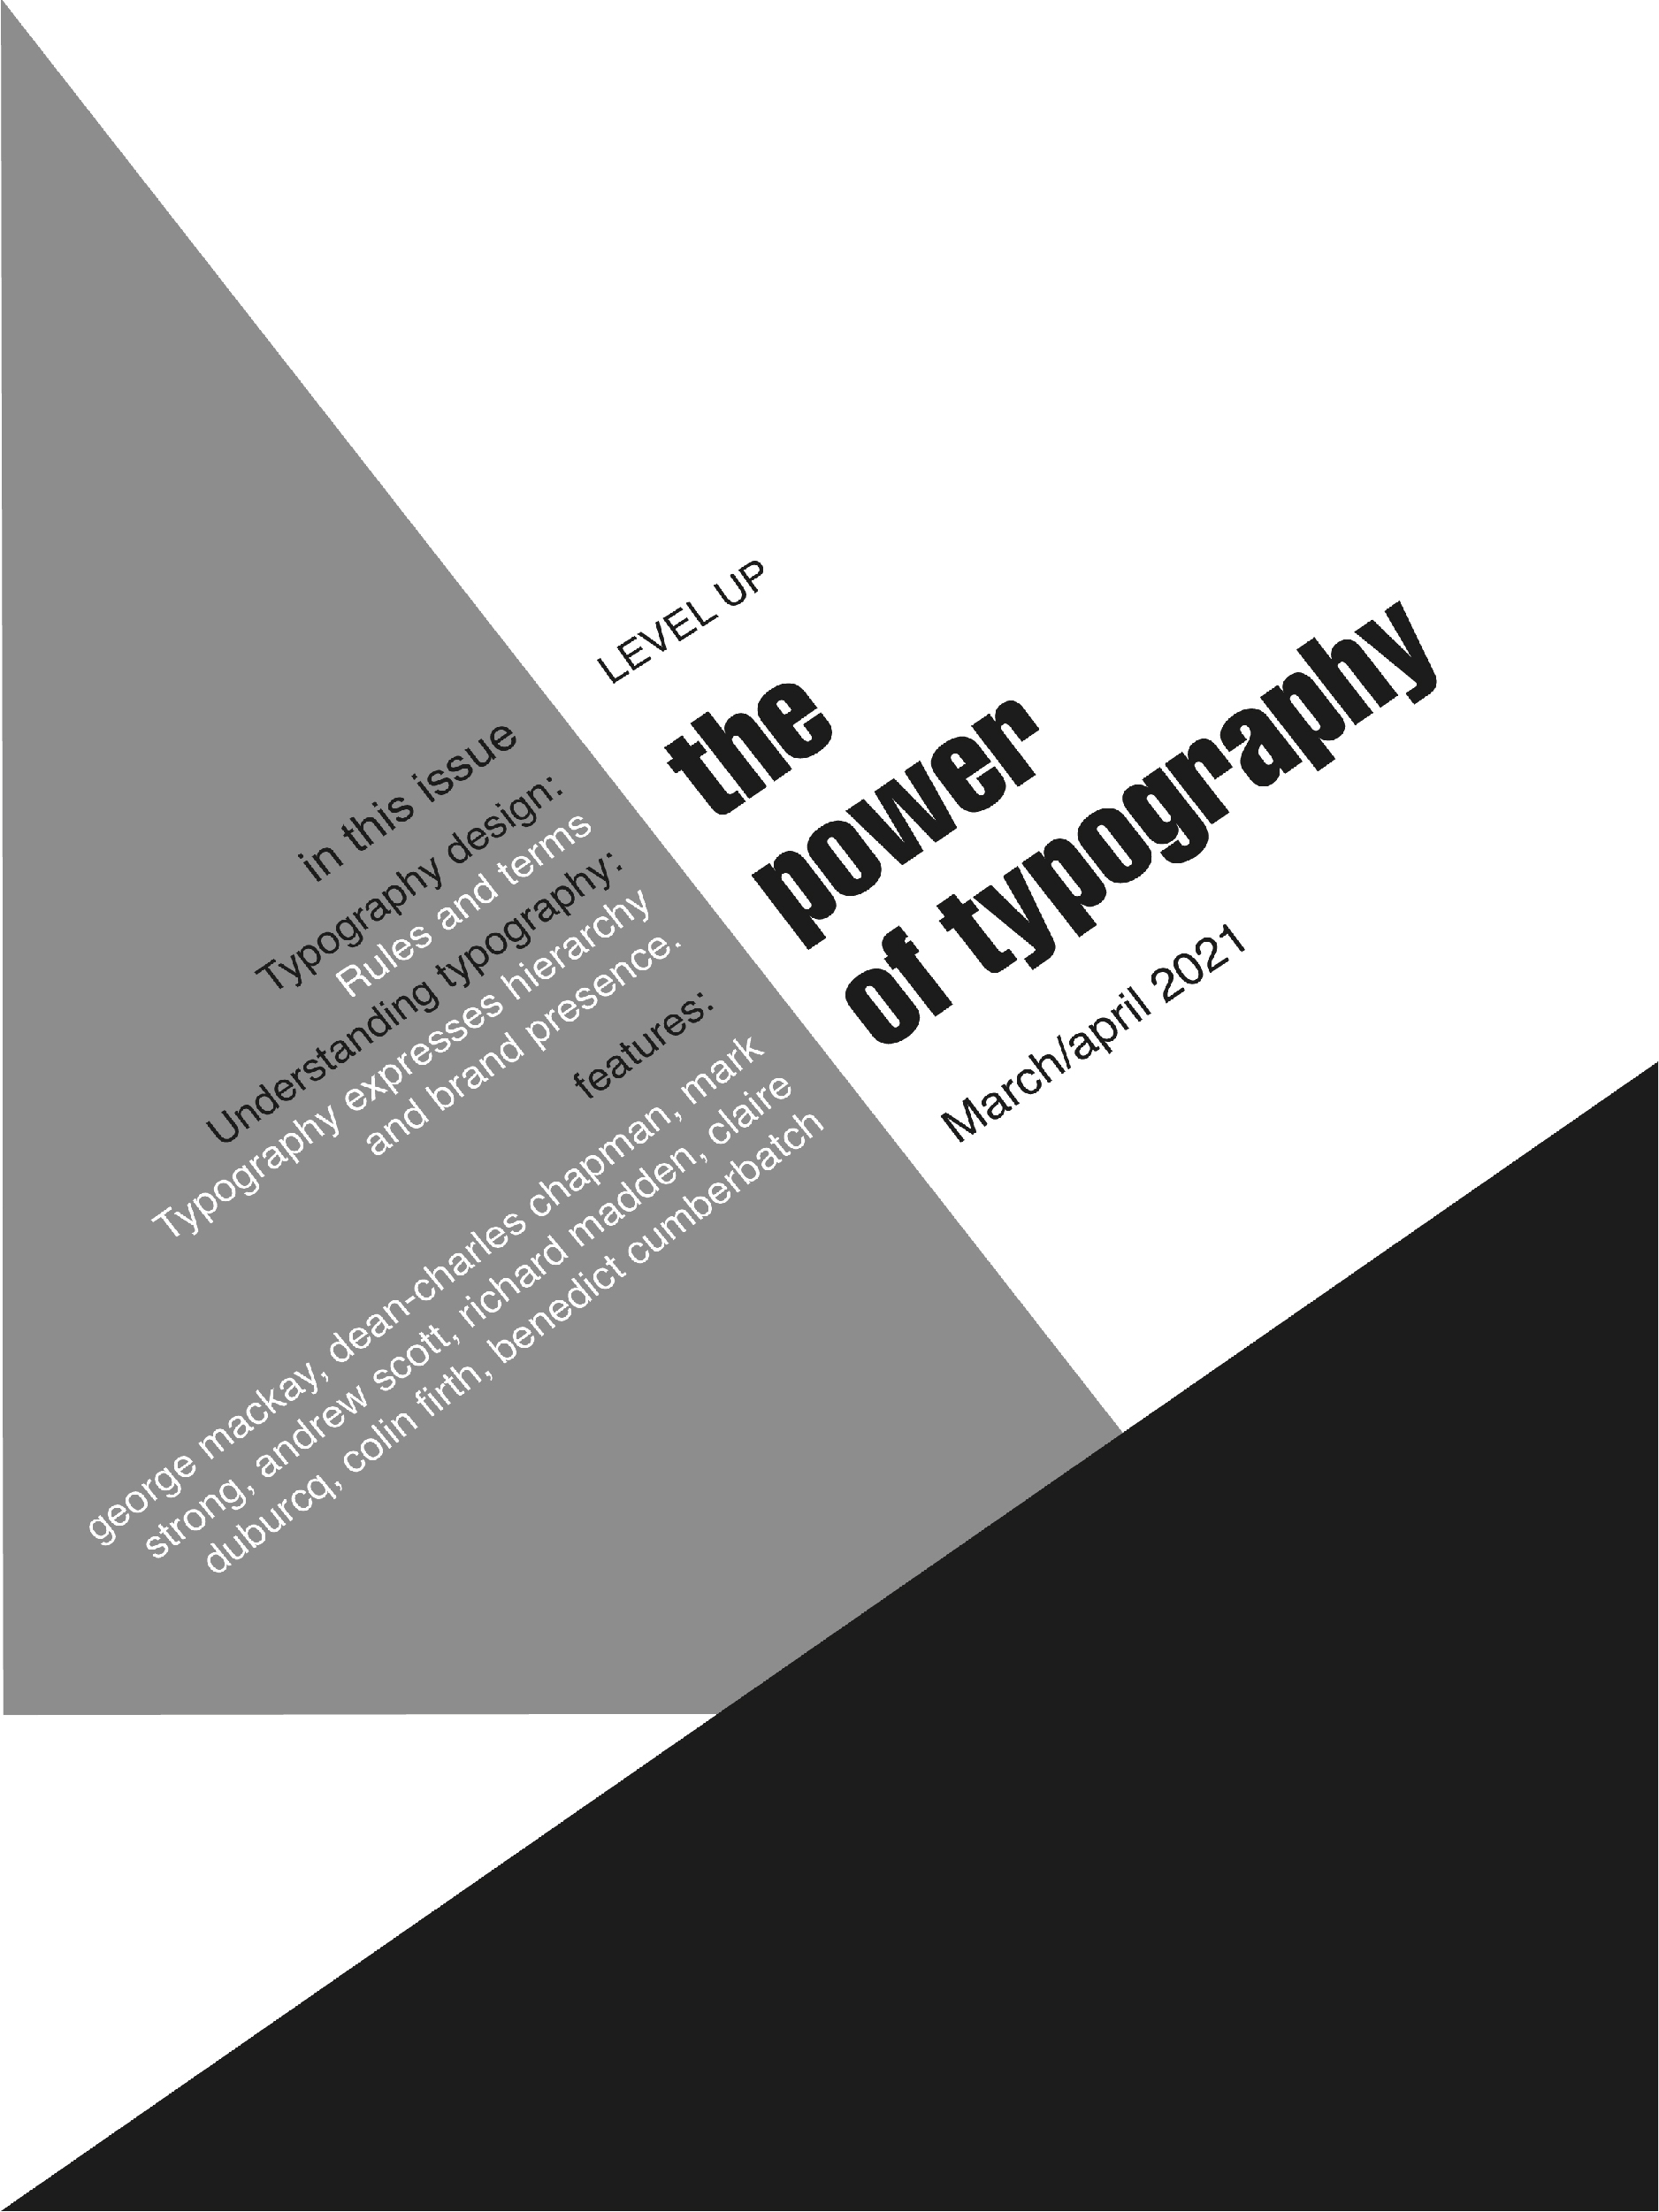 LEVEL UP
the
power
of typography
March/april 2021
in this issue
Typography design:
Rules and terms
Understanding typography:
Typography expresses hierarchy
and brand presence.
features:
george mackay, dean-charles chapman, mark
strong, andrew scott, richard madden, claire
duburcq, colin firth, benedict cumberbatch